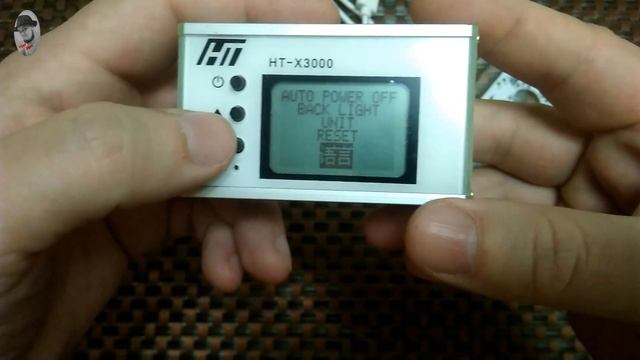 HT
HT-X3000
AUTO POWER OFF
BACK LIGHT
UNIT
RESET
语言